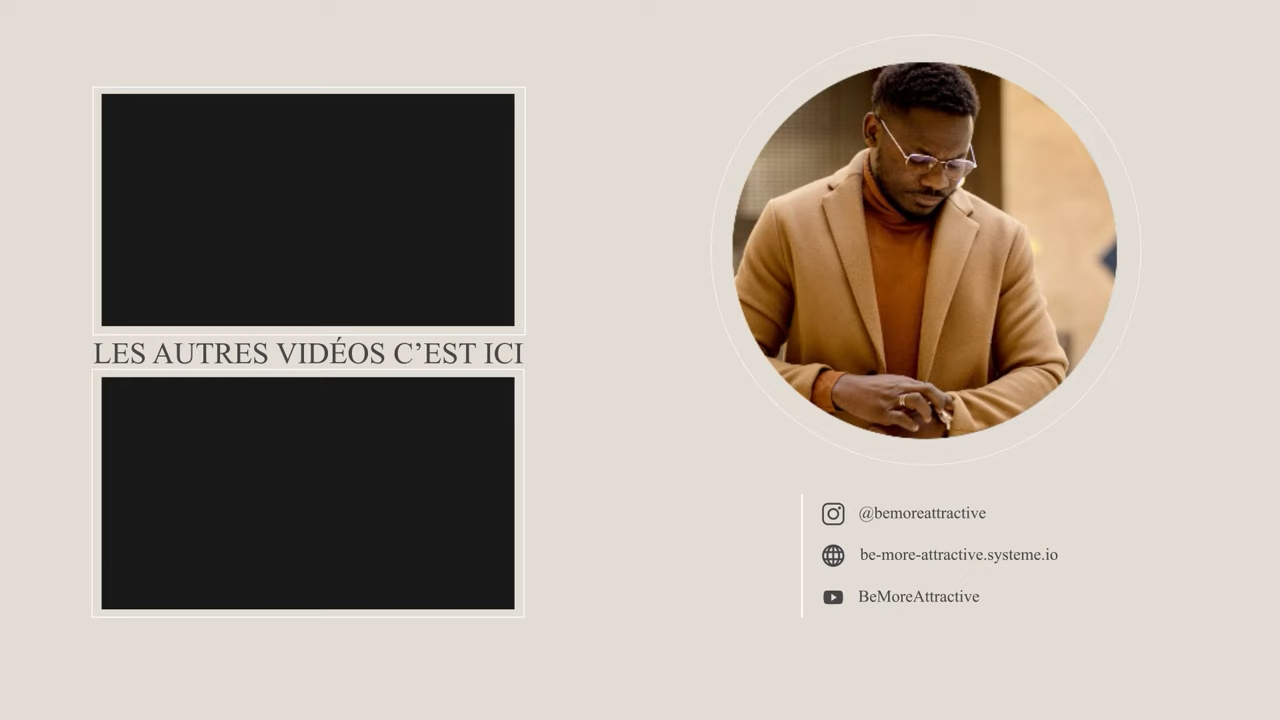 LES AUTRES VIDÉOS C’EST ICI
@bemoreattractive
be-more-attractive.systeme.io
BeMoreAttractive